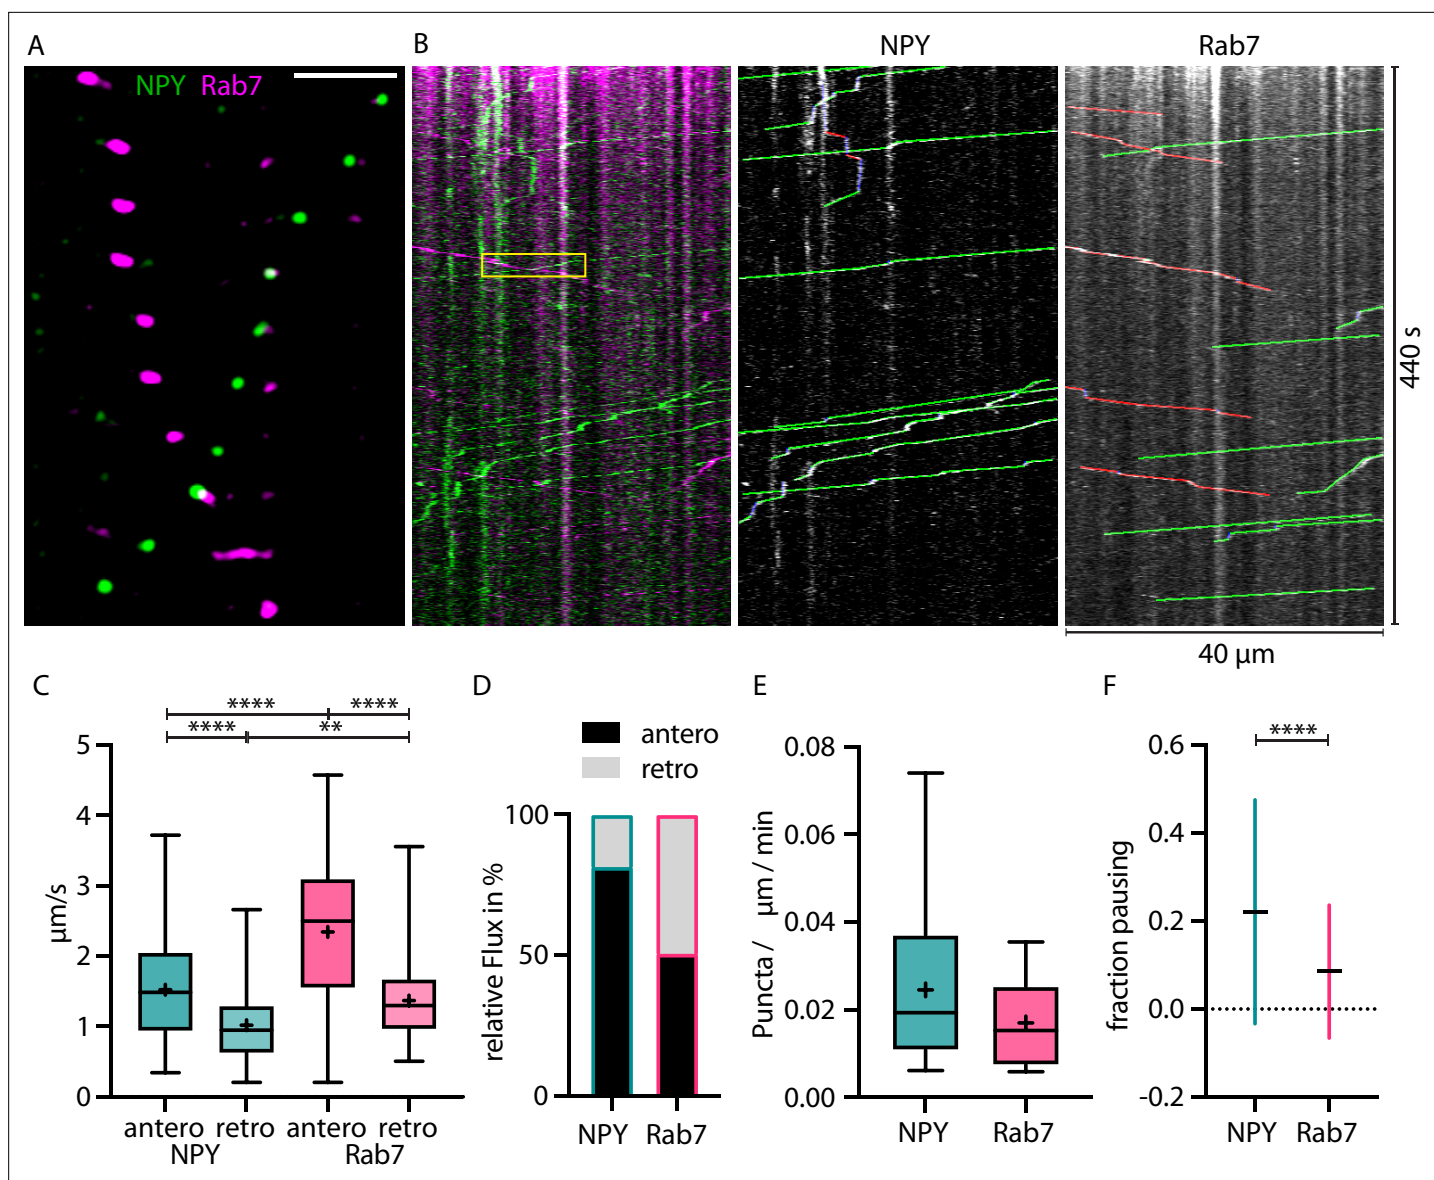 A
B
NPY
Rab7
NPY Rab7
440 s
40 µm
C
D
E
F
**** ****
**** **
µm/s
5
4
3
2
1
0
antero retro antero retro
NPY Rab7
antero
retro
relative Flux in %
100
50
0
NPY Rab7
Puncta / µm / min
0.08
0.06
0.04
0.02
0.00
NPY Rab7
****
fraction pausing
0.6
0.4
0.2
0.0
-0.2
NPY Rab7